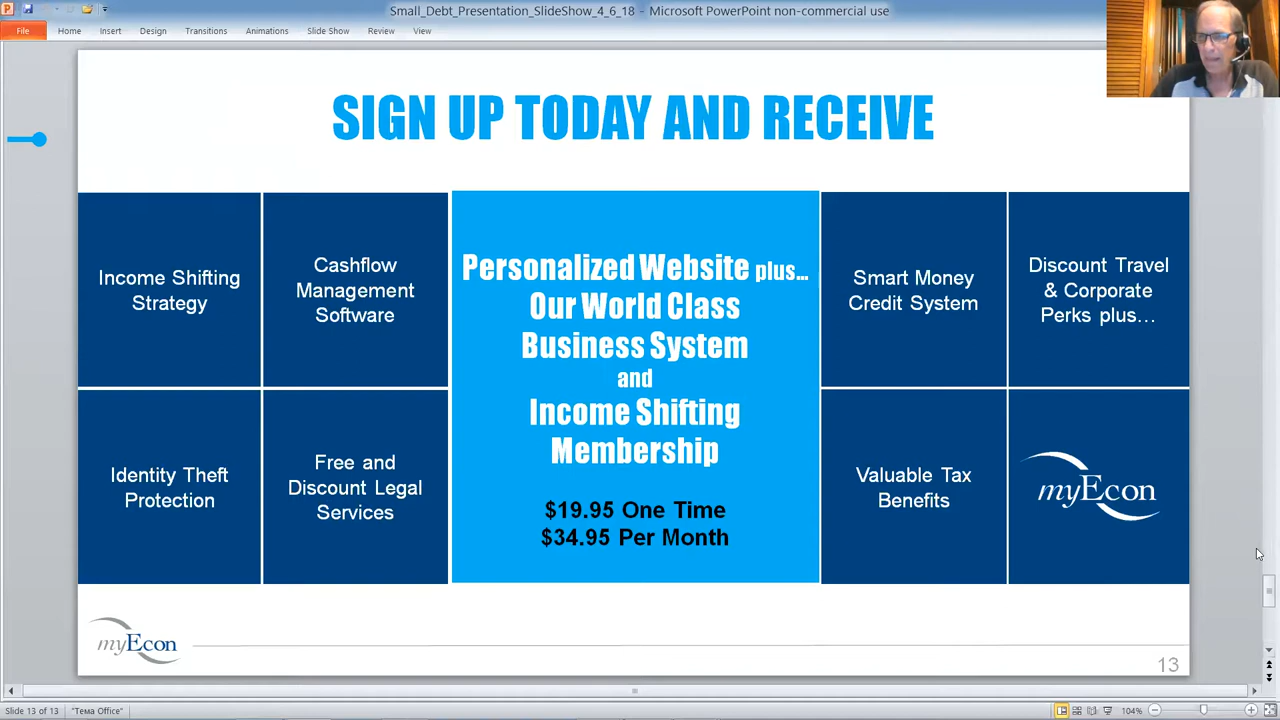 Small_Debt_Presentation_SlideShow_4_6_18 - Microsoft PowerPoint non-commercial use
File Home Insert Design Transitions Animations Slide Show Review View
SIGN UP TODAY AND RECEIVE
Income Shifting
Strategy
Cashflow
Management
Software
Personalized Website plus...
Our World Class
Business System
and
Income Shifting
Membership
$19.95 One Time
$34.95 Per Month
Smart Money
Credit System
Discount Travel
& Corporate
Perks plus...
Identity Theft
Protection
Free and
Discount Legal
Services
Valuable Tax
Benefits
myEcon
myEcon
13
Slide 13 of 13 "Тема Office" 104%